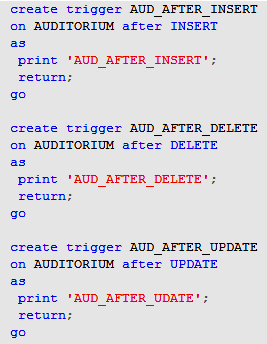 create trigger AUD_AFTER_INSERT
on AUDITORIUM after INSERT
as
print 'AUD_AFTER_INSERT';
return;
go
create trigger AUD_AFTER_DELETE
on AUDITORIUM after DELETE
as
print 'AUD_AFTER_DELETE';
return;
go
create trigger AUD_AFTER_UPDATE
on AUDITORIUM after UPDATE
as
print 'AUD_AFTER_UDATE';
return;
go